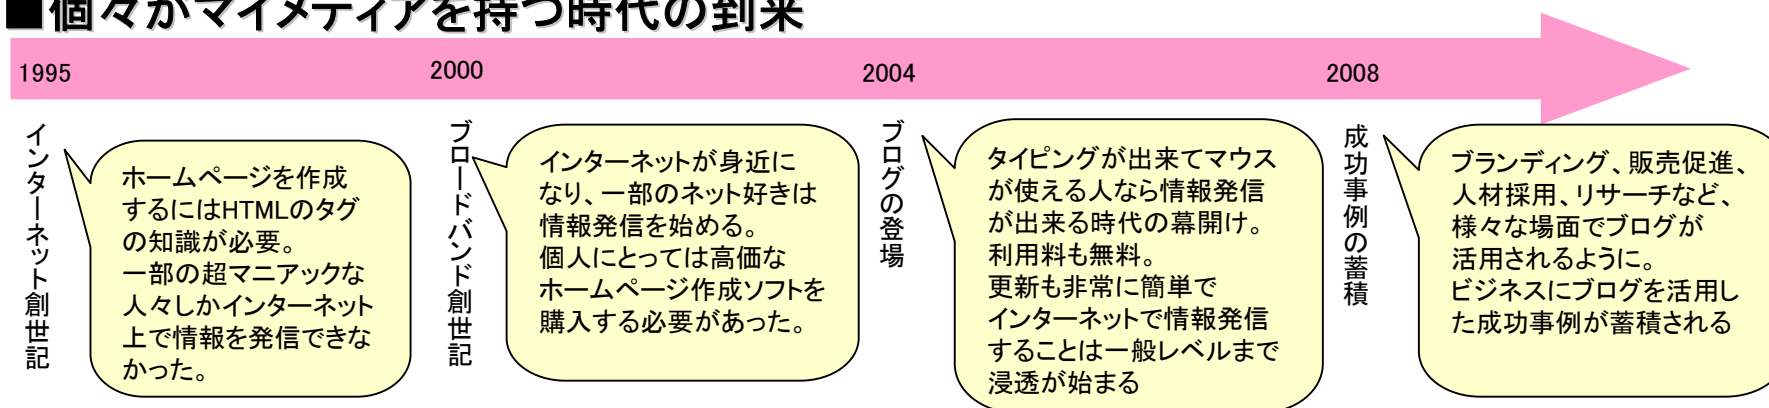 ■個々がマイメディアを持つ時代の到来
1995
2000
2004
2008
インターネット創世記
ホームページを作成
するにはHTMLのタグ
の知識が必要。
一部の超マニアックな
人々しかインターネット
上で情報を発信できな
かった。
ブロードバンド創世記
インターネットが身近に
なり、一部のネット好きは
情報発信を始める。
個人にとっては高価な
ホームページ作成ソフトを
購入する必要があった。
ブログの登場
タイピングが出来てマウス
が使える人なら情報発信
が出来る時代の幕開け。
利用料も無料。
更新も非常に簡単で
インターネットで情報発信
することは一般レベルまで
浸透が始まる
成功事例の蓄積
ブランディング、販売促進、
人材採用、リサーチなど、
様々な場面でブログが
活用されるように。
ビジネスにブログを活用し
た成功事例が蓄積される